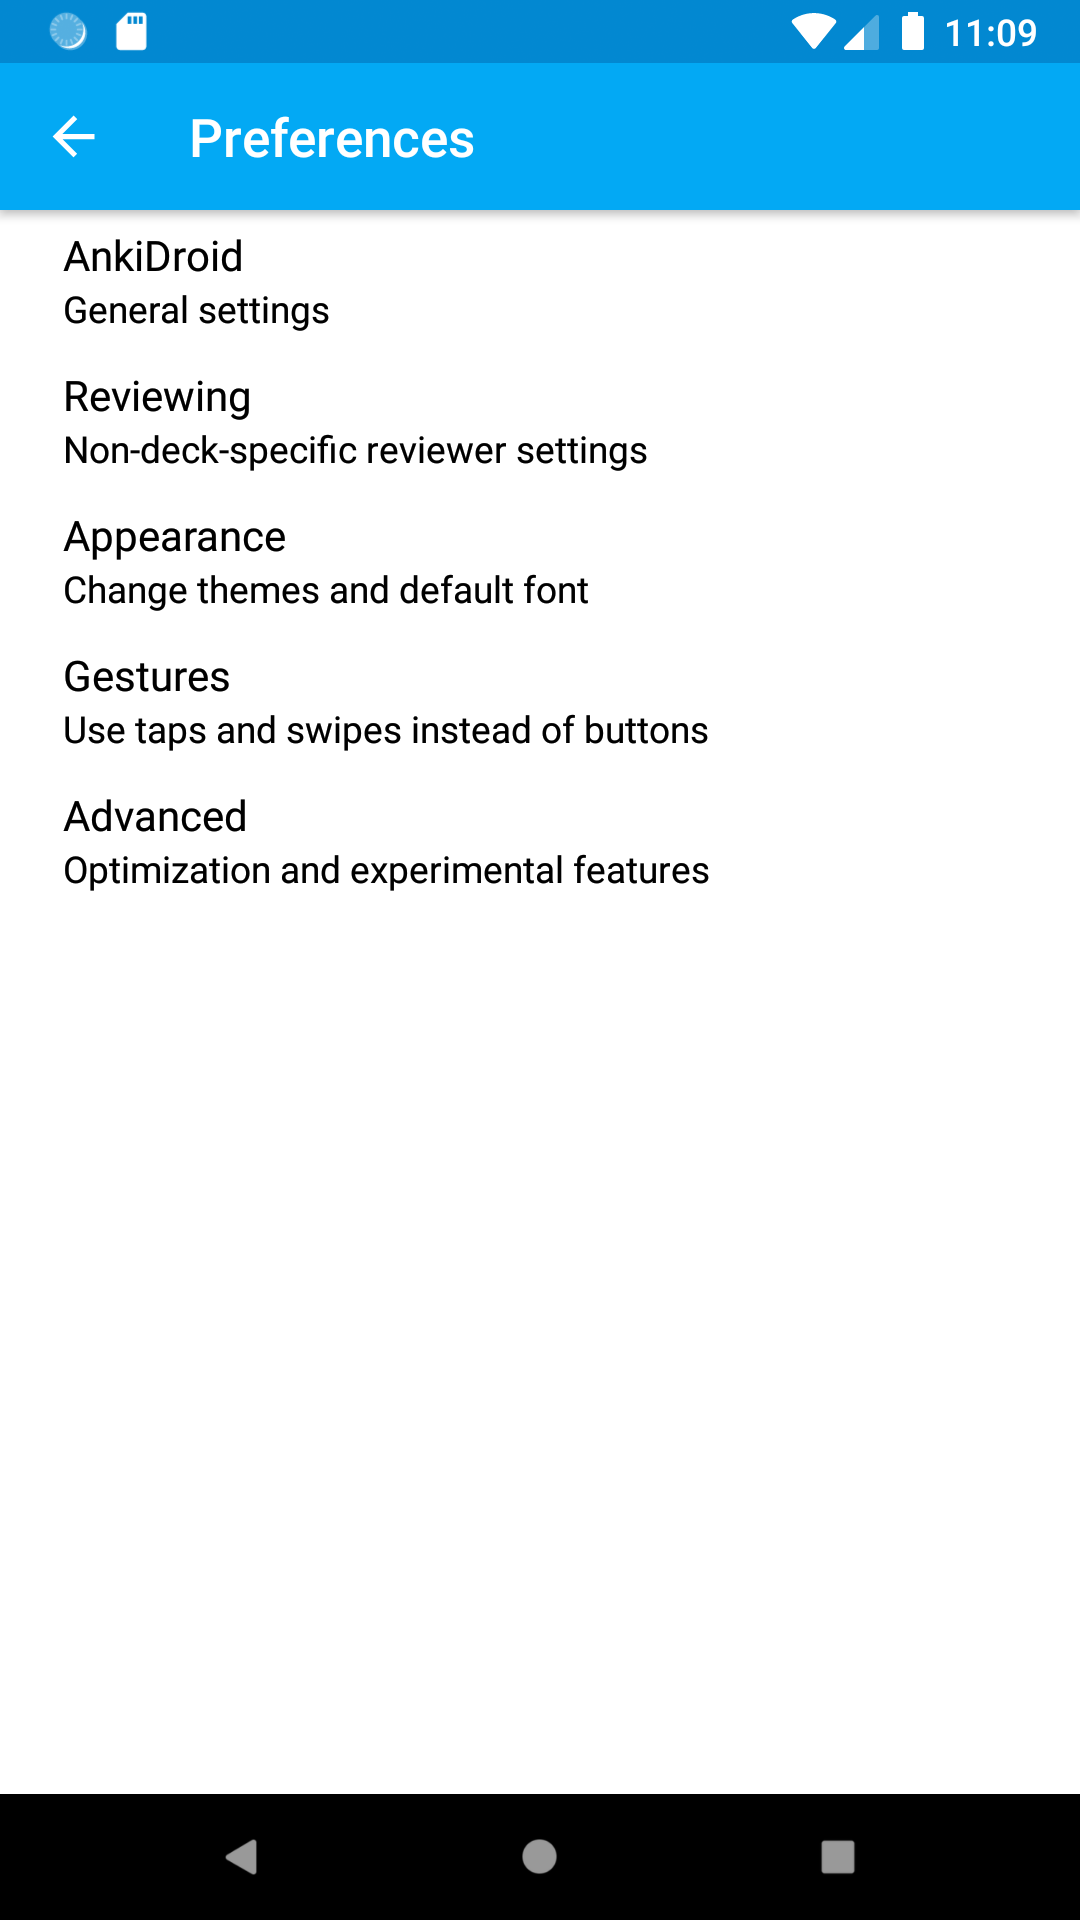 11:09
Preferences
AnkiDroid
General settings
Reviewing
Non-deck-specific reviewer settings
Appearance
Change themes and default font
Gestures
Use taps and swipes instead of buttons
Advanced
Optimization and experimental features